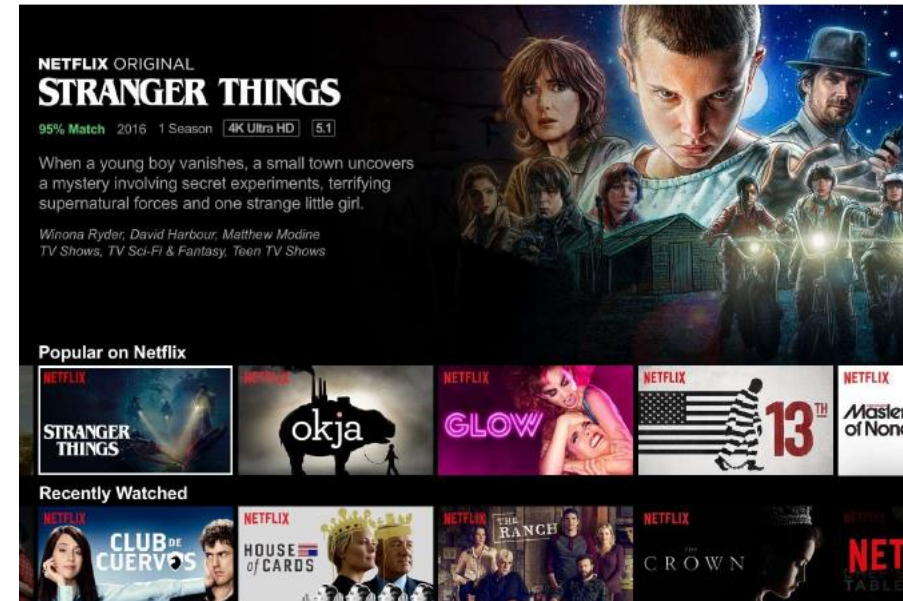 NETFLIX ORIGINAL
STRANGER THINGS
95% Match 2016 1 Season 4K Ultra HD 5.1
When a young boy vanishes, a small town uncovers
a mystery involving secret experiments, terrifying
supernatural forces and one strange little girl.
Winona Ryder, David Harbour, Matthew Modine
TV Shows, TV Sci-Fi & Fantasy, Teen TV Shows
Popular on Netflix
NETFLIX
STRANGER
THINGS
NETFLIX
okja
NETFLIX
GLOW
NETFLIX
13TH
NETFLIX
Master
of None
Recently Watched
NETFLIX
CLUB DE
CUERVOS
NETFLIX
HOUSE
of CARDS
NETFLIX
THE
RANCH
NETFLIX
THE
CROWN
NETFLIX
NET
TABLE